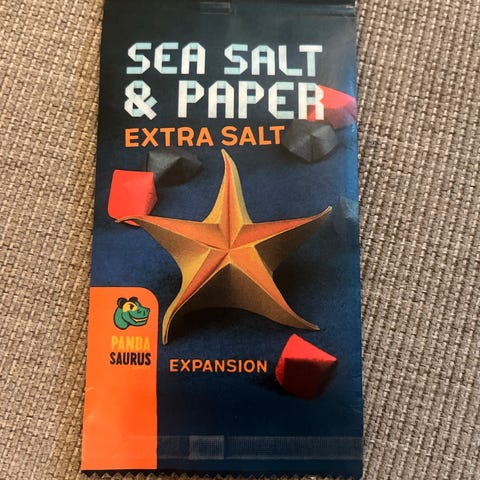 SEA SALT
& PAPER
EXTRA SALT
PANDA
SAURUS
EXPANSION